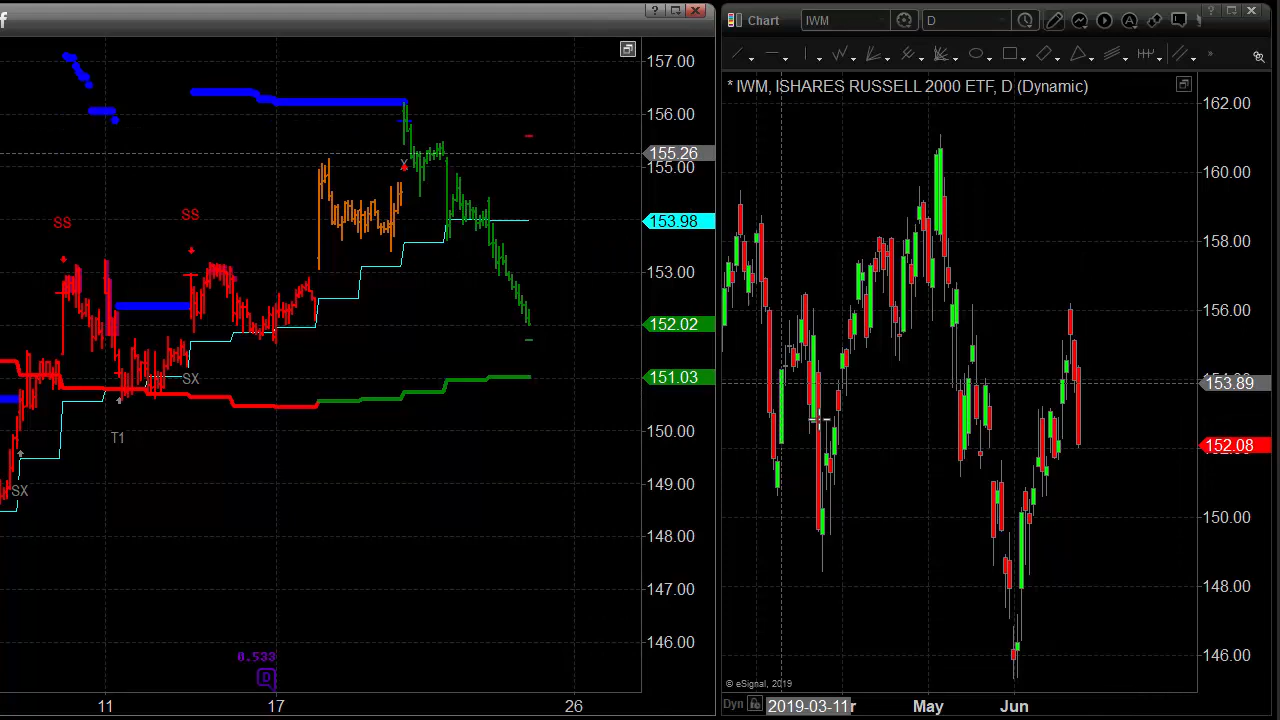 f
?
157.00
156.00
155.26
155.00
153.98
153.00
152.02
151.03
150.00
149.00
148.00
147.00
146.00
SS
SS
X
SX
T1
SX
0.533
D
11
17
26
Chart
IWM
D
A
?
* IWM, ISHARES RUSSELL 2000 ETF, D (Dynamic)
162.00
160.00
158.00
156.00
153.89
152.08
150.00
148.00
146.00
© eSignal, 2019
Dyn
2019-03-11r
May
Jun